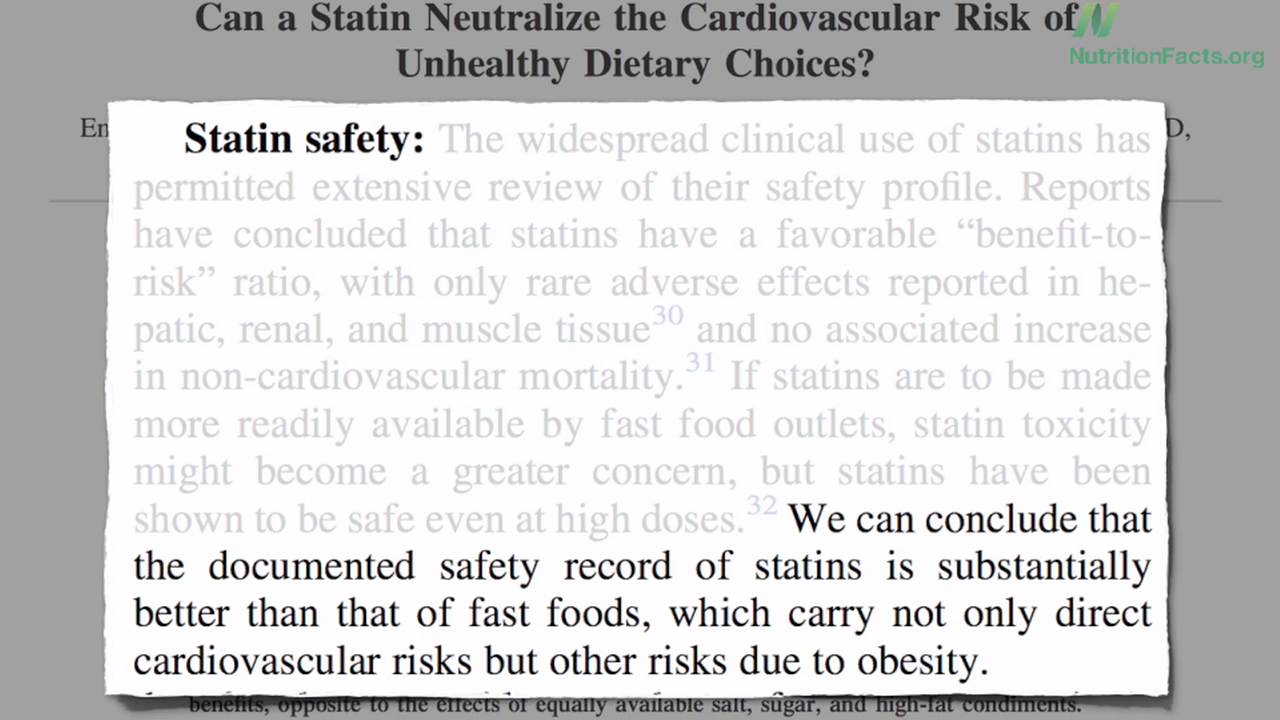 Can a Statin Neutralize the Cardiovascular Risk of
Unhealthy Dietary Choices?
NutritionFacts.org
En
D,
Statin safety: The widespread clinical use of statins has
permitted extensive review of their safety profile. Reports
have concluded that statins have a favorable “benefit-to-
risk” ratio, with only rare adverse effects reported in he-
patic, renal, and muscle tissue30 and no associated increase
in non-cardiovascular mortality.31 If statins are to be made
more readily available by fast food outlets, statin toxicity
might become a greater concern, but statins have been
shown to be safe even at high doses.32 We can conclude that
the documented safety record of statins is substantially
better than that of fast foods, which carry not only direct
cardiovascular risks but other risks due to obesity.
benefits, opposite to the effects of equally available salt, sugar, and high-fat condiments.